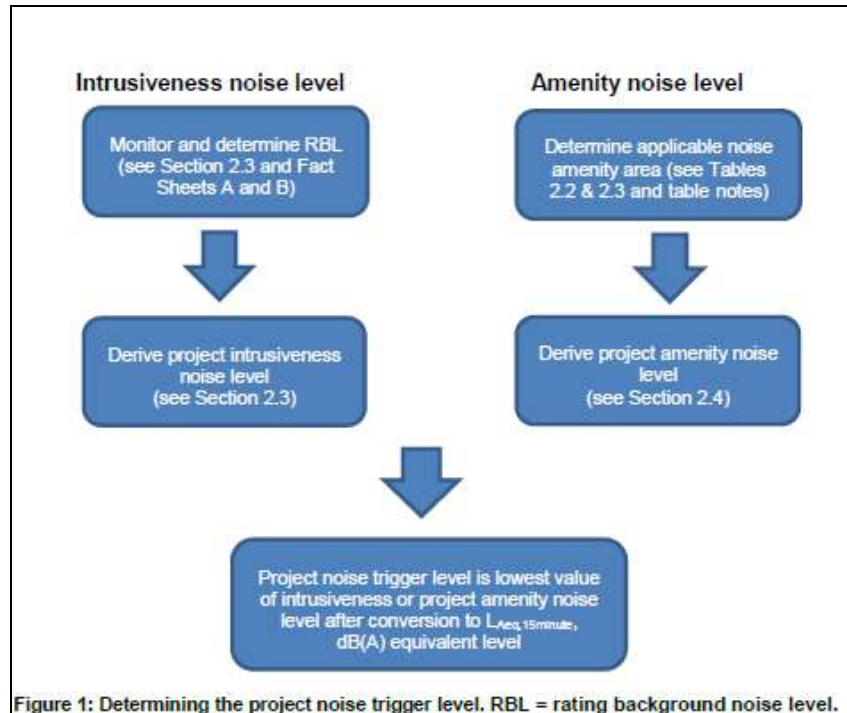 Intrusiveness noise level
Amenity noise level
Monitor and determine RBL
(see Section 2.3 and Fact
Sheets A and B)
Determine applicable noise
amenity area (see Tables
2.2 & 2.3 and table notes)
Derive project intrusiveness
noise level
(see Section 2.3)
Derive project amenity noise
level
(see Section 2.4)
Project noise trigger level is lowest value
of intrusiveness or project amenity noise
level after conversion to LAeq,15minute,
dB(A) equivalent level
Figure 1: Determining the project noise trigger level. RBL = rating background noise level.